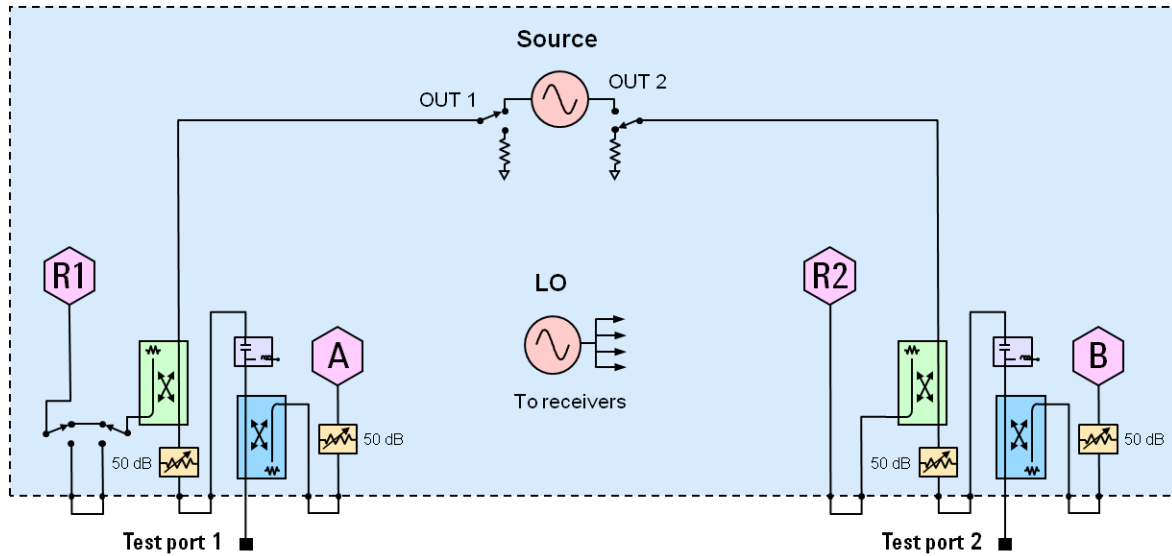 Source
OUT 1
OUT 2
R1
R2
LO
A
B
To receivers
50 dB
50 dB
50 dB
50 dB
Test port 1
Test port 2